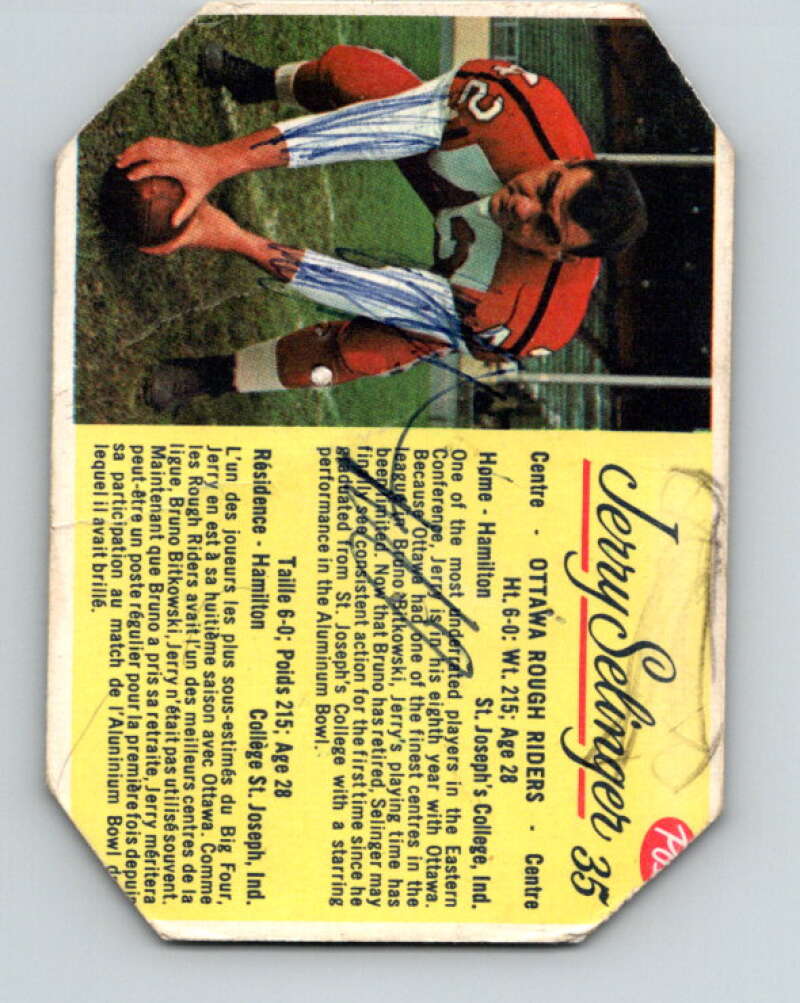 Jerry Selinger 35
Centre - OTTAWA ROUGH RIDERS - Centre
Ht. 6-0: Wt. 215; Age 28
Home - Hamilton St. Joseph's College, Ind.
One of the most underrated players in the Eastern
Conference, Jerry is in his eighth year with Ottawa.
Because Ottawa had one of the finest centres in the
league in Bruno Bitkowski, Jerry's playing time has
been limited. Now that Bruno has retired, Selinger may
finally see consistent action for the first time since he
graduated from St. Joseph's College with a starring
performance in the Aluminum Bowl.
Taille 6-0; Poids 215; Age 28
Résidence - Hamilton Collège St. Joseph, Ind.
L'un des joueurs les plus sous-estimés du Big Four,
Jerry en est à sa huitième saison avec Ottawa. Comme
les Rough Riders avait l'un des meilleurs centres de la
ligue, Bruno Bitkowski, Jerry n'était pas utilisé souvent.
Maintenant que Bruno a pris sa retraite, Jerry méritera
peut-être un poste régulier pour la première fois depuis
sa participation au match de l'Aluminium Bowl d
lequel il avait brillé.